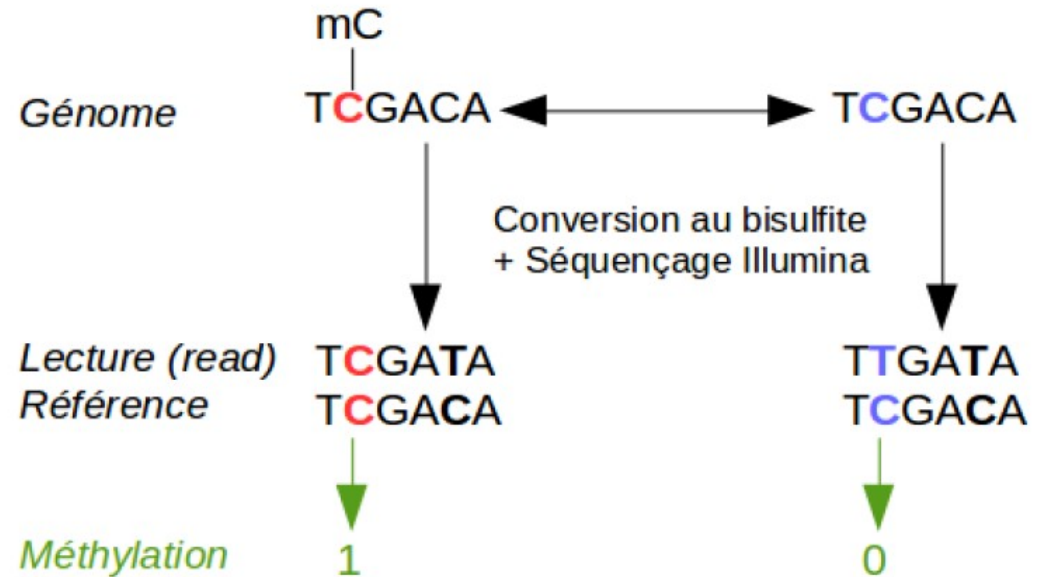 mC
Génome TCGACA TCGACA
Conversion au bisulfite
+ Séquençage Illumina
Lecture (read) TCGATA TTGATA
Référence TCGACA TCGACA
Méthylation 1 0